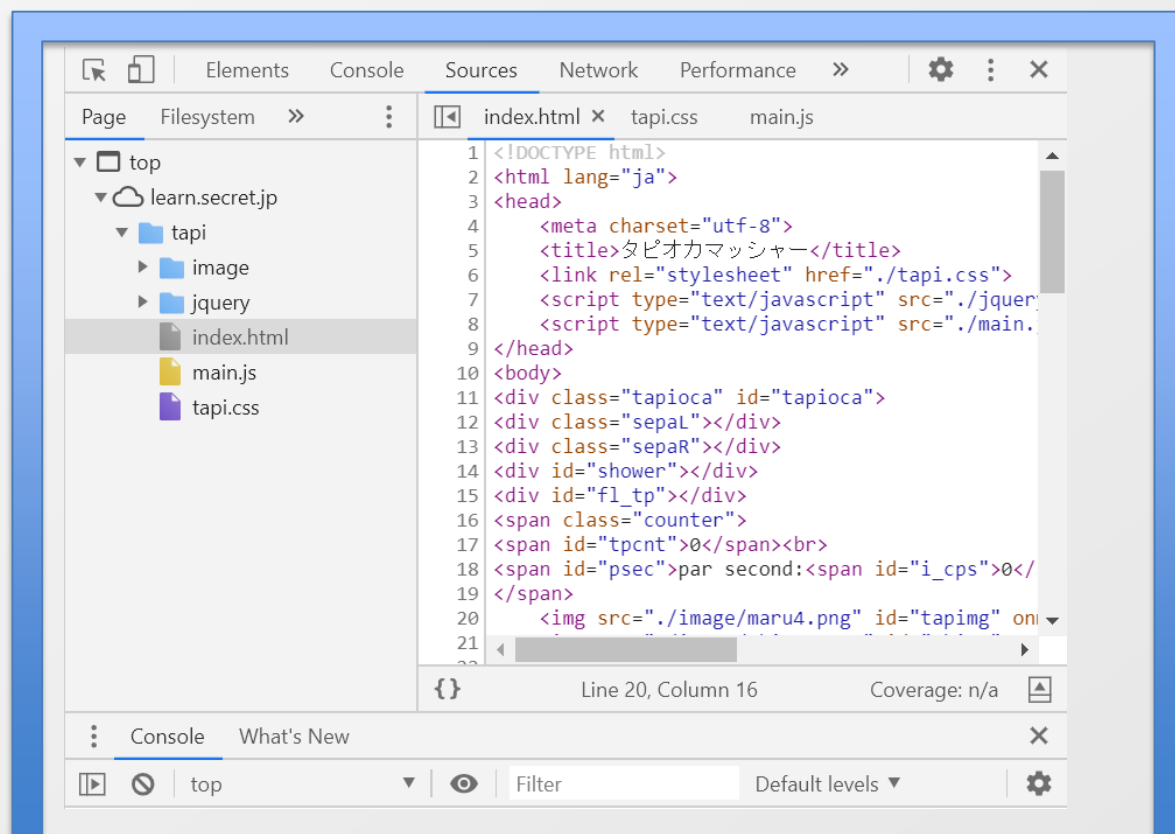 Elements Console Sources Network Performance »
Page Filesystem »
index.html × tapi.css main.js
top
learn.secret.jp
tapi
image
jquery
index.html
main.js
tapi.css
1 <!DOCTYPE html>
2 <html lang="ja">
3 <head>
4 <meta charset="utf-8">
5 <title>タピオカマッシャー</title>
6 <link rel="stylesheet" href="./tapi.css">
7 <script type="text/javascript" src="./jquer
8 <script type="text/javascript" src="./main.
9 </head>
10 <body>
11 <div class="tapioca" id="tapioca">
12 <div class="sepaL"></div>
13 <div class="sepaR"></div>
14 <div id="shower"></div>
15 <div id="fl_tp"></div>
16 <span class="counter">
17 <span id="tpcnt">0</span><br>
18 <span id="psec">par second:<span id="i_cps">0</
19 </span>
20 <img src="./image/maru4.png" id="tapimg" on
21
{} Line 20, Column 16 Coverage: n/a
Console What's New
top Filter Default levels ▼